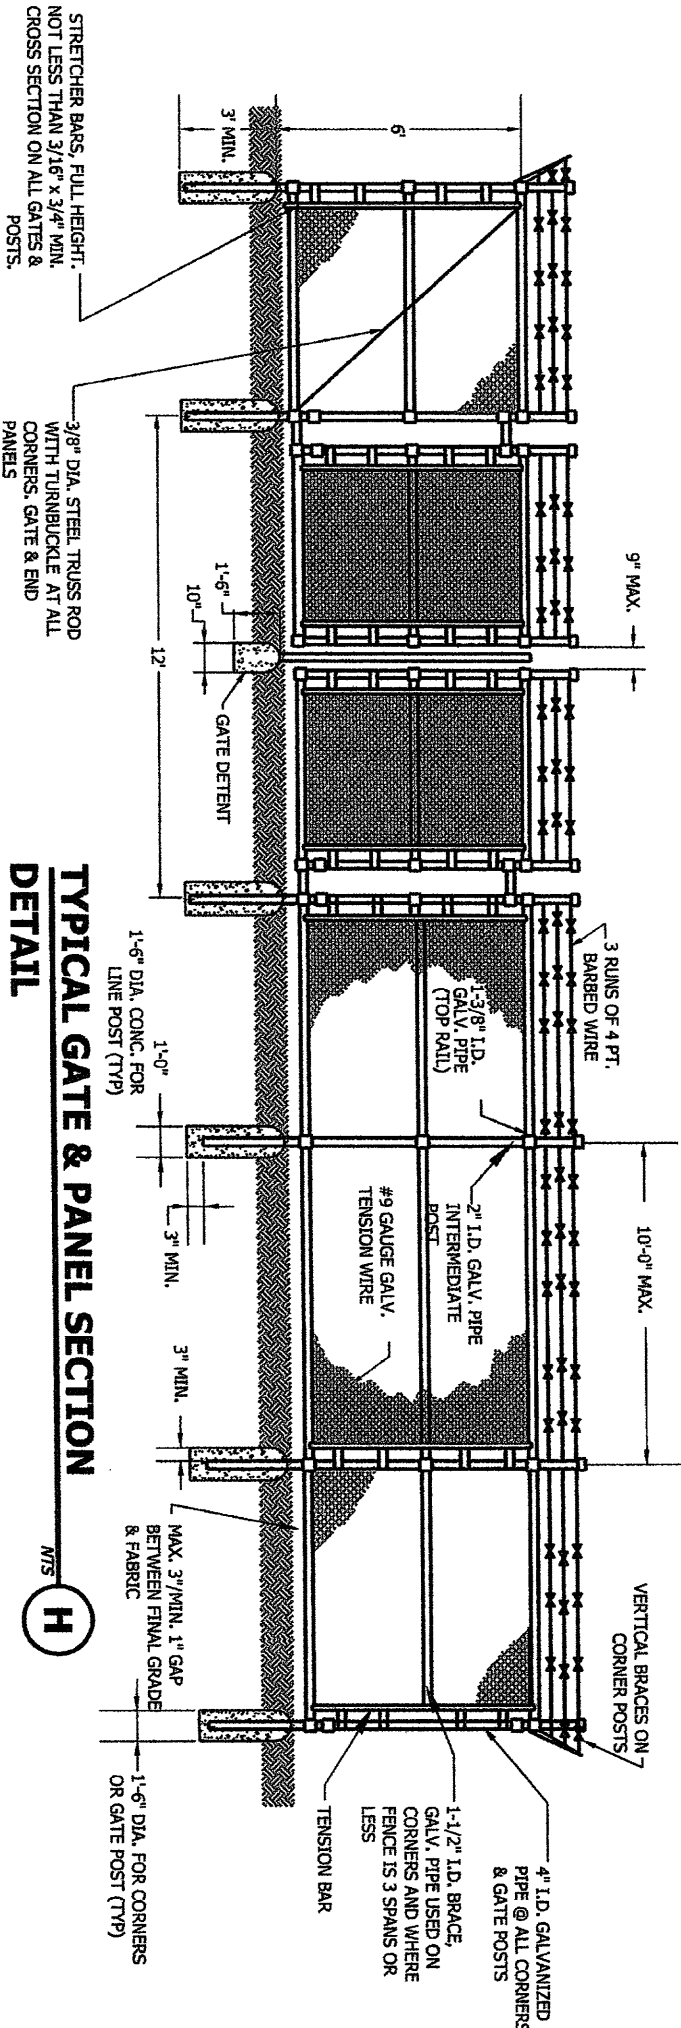 VERTICAL BRACES ON
CORNER POSTS
4" I.D. GALVANIZED
PIPE @ ALL CORNERS
& GATE POSTS
9" MAX.
3 RUNS OF 4 PT.
BARBED WIRE
10'-0" MAX.
6'
3' MIN.
1-3/8" I.D.
GALV. PIPE
(TOP RAIL)
2" I.D. GALV. PIPE
INTERMEDIATE
POST
#9 GAUGE GALV.
TENSION WIRE
1-1/2" I.D. BRACE,
GALV. PIPE USED ON
CORNERS AND WHERE
FENCE IS 3 SPANS OR
LESS
TENSION BAR
1'-6"
10"
GATE DETENT
12'
1'-0"
1'-6" DIA. CONC. FOR
LINE POST (TYP)
3" MIN.
3" MIN.
MAX. 3"/MIN. 1" GAP
BETWEEN FINAL GRADE
& FABRIC
1'-6" DIA. FOR CORNERS
OR GATE POST (TYP)
STRETCHER BARS, FULL HEIGHT.
NOT LESS THAN 3/16" x 3/4" MIN.
CROSS SECTION ON ALL GATES &
POSTS.
3/8" DIA. STEEL TRUSS ROD
WITH TURNBUCKLE AT ALL
CORNERS. GATE & END
PANELS
TYPICAL GATE & PANEL SECTION
DETAIL
NTS
H